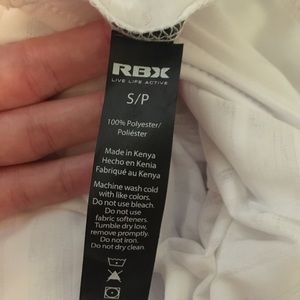 RBX
LIVE LIFE ACTIVE
S/P
100% Polyester/
Poliéster
Made in Kenya
Hecho en Kenia
Fabriqué au Kenya
Machine wash cold
with like colors.
Do not use bleach.
Do not use
fabric softeners.
Tumble dry low,
remove promptly.
Do not iron.
Do not dry clean.